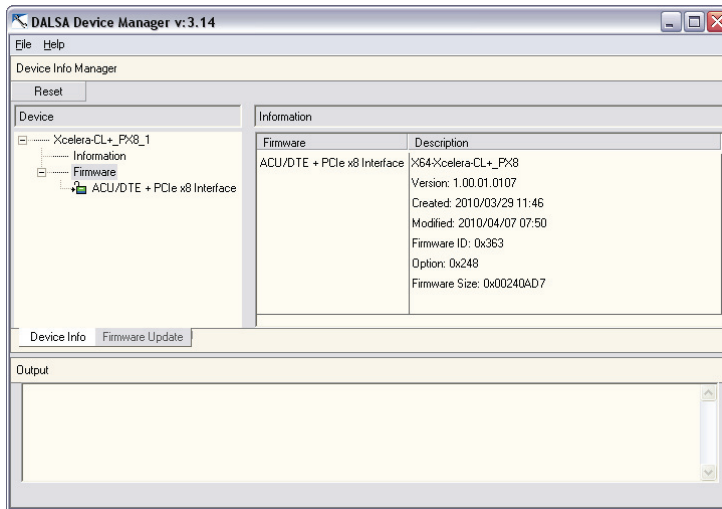 DALSA Device Manager v:3.14
File Help
Device Info Manager
Reset
Device
Xcelera-CL+_PX8_1
Information
Firmware
ACU/DTE + PCIe x8 Interface
Information
Firmware Description
ACU/DTE + PCIe x8 Interface X64-Xcelera-CL+_PX8
Version: 1.00.01.0107
Created: 2010/03/29 11:46
Modified: 2010/04/07 07:50
Firmware ID: 0x363
Option: 0x248
Firmware Size: 0x00240AD7
Device Info Firmware Update
Output